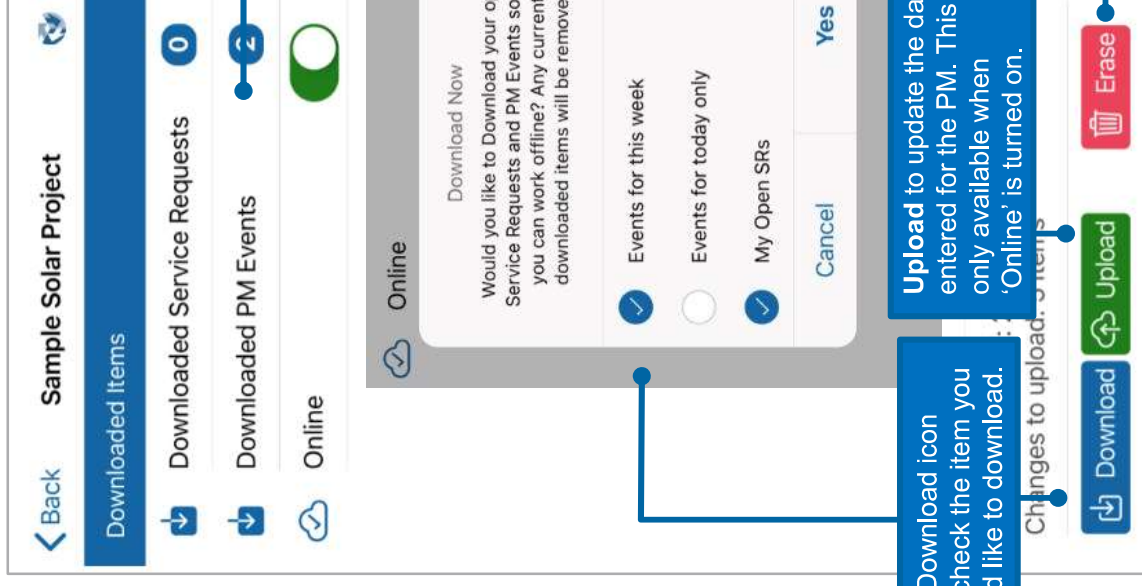 Back
Sample Solar Project
Downloaded Items
Downloaded Service Requests
0
Downloaded PM Events
2
Online
Online
Download Now
Would you like to Download your
Service Requests and PM Events so
you can work offline? Any current
downloaded items will be
Events for this week
Events for today only
My Open SRs
Cancel
Yes
Download icon
check the item you
like to download.
Upload to update the
entered for the PM. This
only available when
‘Online’ is turned on.
Changes to upload:
Download
Upload
Erase